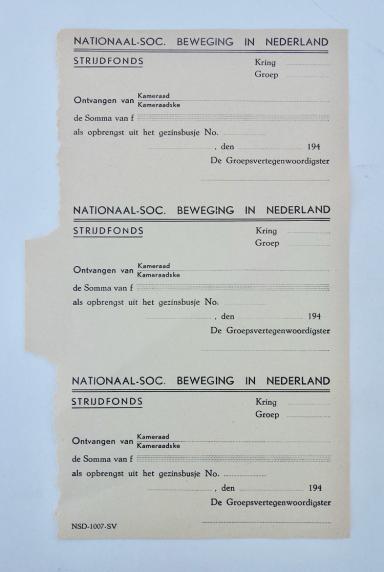 NATIONAAL-SOC. BEWEGING IN NEDERLAND
STRIJDFONDS
Kring
Groep
Ontvangen van Kameraad
Kameraadske
de Somma van f
als opbrengst uit het gezinsbusje No.
, den 194
De Groepsvertegenwoordigster
NATIONAAL-SOC. BEWEGING IN NEDERLAND
STRIJDFONDS
Kring
Groep
Ontvangen van Kameraad
Kameraadske
de Somma van f
als opbrengst uit het gezinsbusje No.
, den 194
De Groepsvertegenwoordigster
NATIONAAL-SOC. BEWEGING IN NEDERLAND
STRIJDFONDS
Kring
Groep
Ontvangen van Kameraad
Kameraadske
de Somma van f
als opbrengst uit het gezinsbusje No.
, den 194
De Groepsvertegenwoordigster
NSD-1007-SV